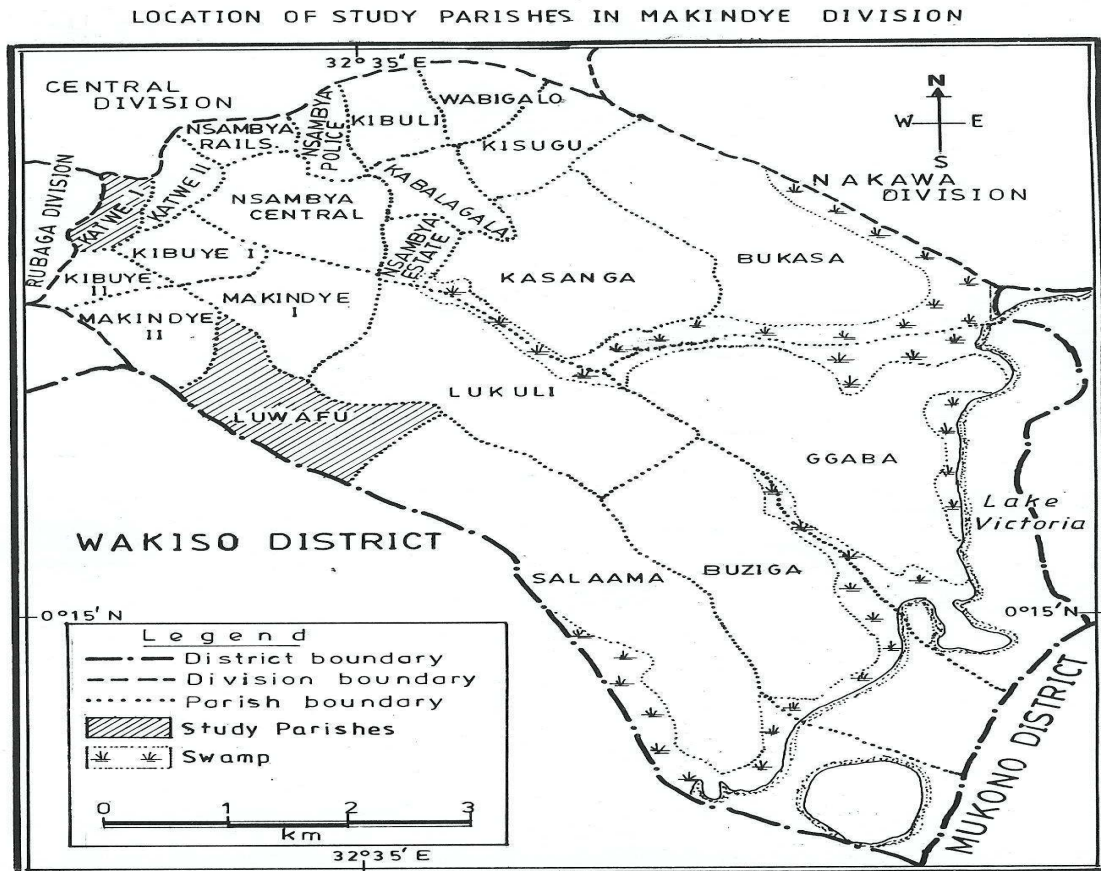 LOCATION OF STUDY PARISHES IN MAKINDYE DIVISION
32°35' E
CENTRAL
DIVISION
WABIGALO
NSAMBYA
POLICE
KIBULI
NSAMBYA
RAILS.
KISUGU
N
W
E
S
NAKAWA
DIVISION
RUBAGA DIVISION
KATWE I
KATWE II
NSAMBYA
CENTRAL
KABALAGALA
NSAMBYA
ESTATE
KIBUYE I
KIBUYE
II
KASANGA
BUKASA
MAKINDYE
I
MAKINDYE
II
LUKULI
LUWAFU
GGABA
Lake
Victoria
WAKISO DISTRICT
SALAAMA
BUZIGA
0°15' N
0°15' N
Legend
District boundary
Division boundary
Parish boundary
Study Parishes
Swamp
0 1 2 3
km
MUKONO DISTRICT
32°35' E